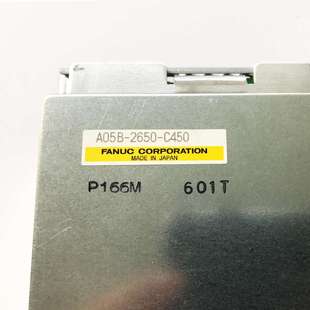 A05B-2650-C450
FANUC CORPORATION
MADE IN JAPAN
P166M 601T